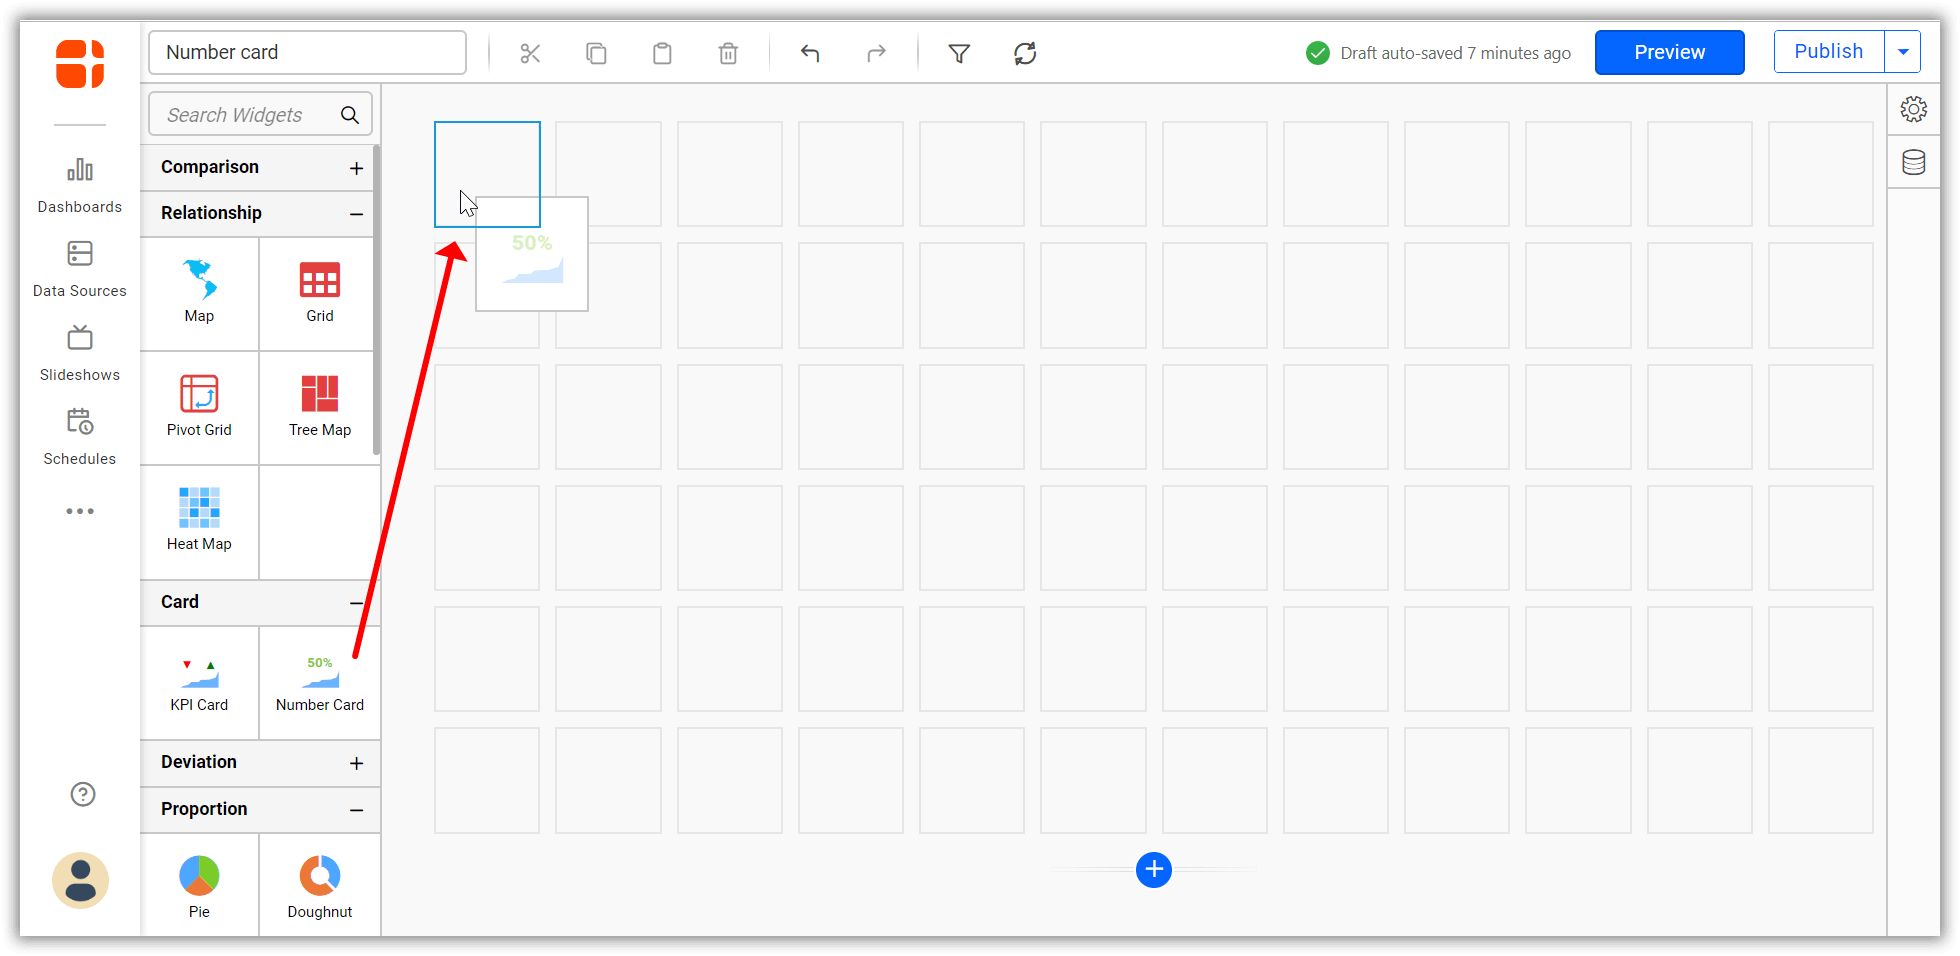 Number card
Draft auto-saved 7 minutes ago
Preview
Publish
Search Widgets
Dashboards
Data Sources
Slideshows
Schedules
Comparison
Relationship
Map
Grid
Pivot Grid
Tree Map
Heat Map
Card
50%
KPI Card
Number Card
Deviation
Proportion
Pie
Doughnut
50%